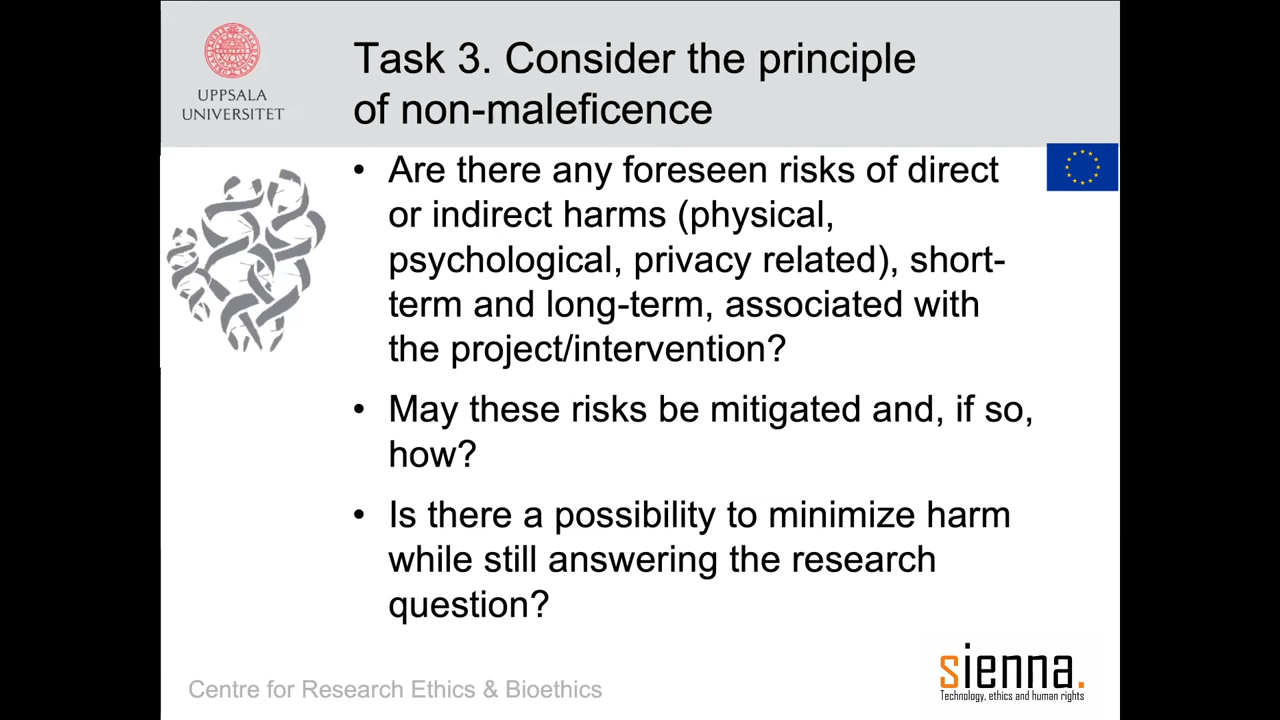 UPPSALA
UNIVERSITET
Task 3. Consider the principle
of non-maleficence
• Are there any foreseen risks of direct
or indirect harms (physical,
psychological, privacy related), short-
term and long-term, associated with
the project/intervention?
• May these risks be mitigated and, if so,
how?
• Is there a possibility to minimize harm
while still answering the research
question?
Centre for Research Ethics & Bioethics
sienna.
Technology, ethics and human rights